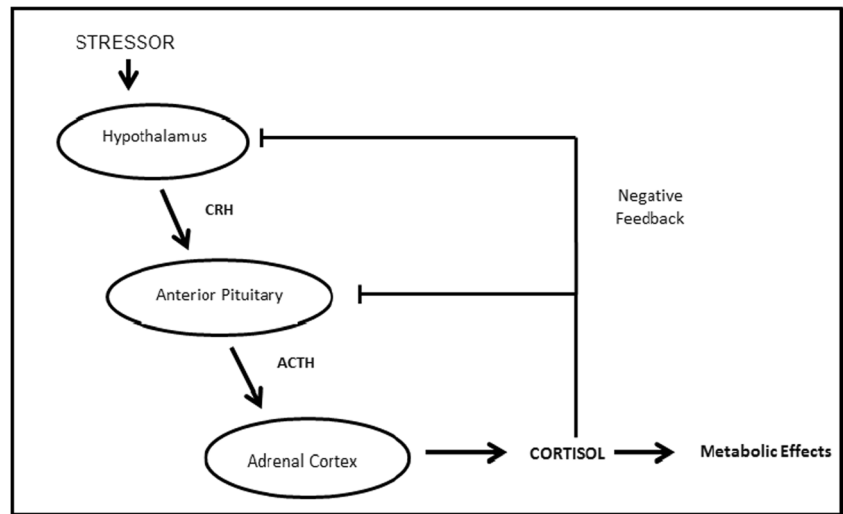 STRESSOR
Hypothalamus
CRH
Negative
Feedback
Anterior Pituitary
ACTH
Adrenal Cortex
CORTISOL
Metabolic Effects